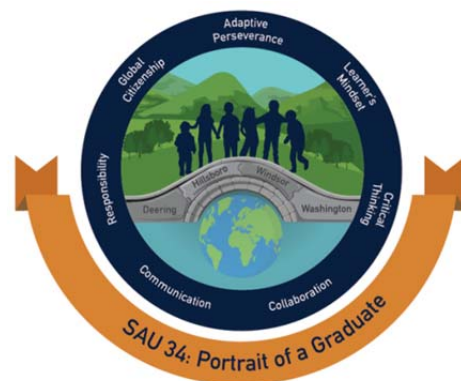 Adaptive
Perseverance
Learner's
Mindset
Critical
Thinking
Collaboration
Communication
Responsibility
Global
Citizenship
Deering
Hillsboro
Windsor
Washington
SAU 34: Portrait of a Graduate